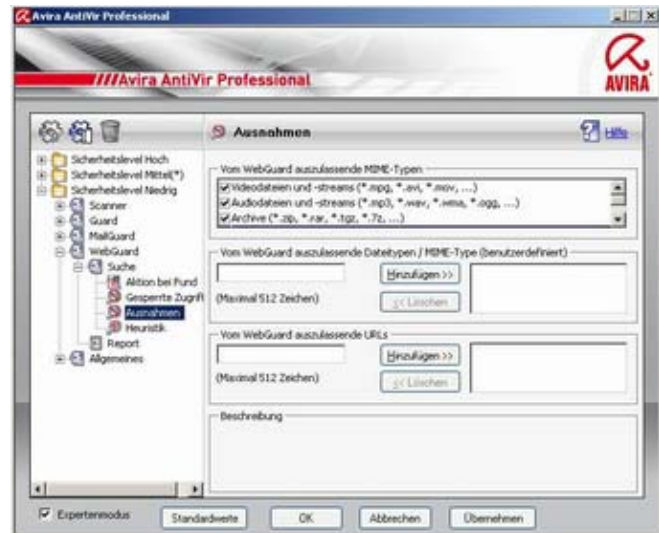 Avira AntiVir Professional
////Avira AntiVir Professional
AVIRA
Ausnahmen
Hilfe
Sicherheitslevel Hoch
Sicherheitslevel Mittel(*)
Sicherheitslevel Niedrig
Scanner
Guard
MailGuard
WebGuard
Suche
Aktion bei Fund
Gesperrte Zugriff
Ausnahmen
Heuristik
Report
Allgemeines
Vom WebGuard auszulassende MIME-Typen
Videodateien und -streams (*.mpg, *.avi, *.mov, ...)
Audiodateien und -streams (*.mp3, *.wav, *.wma, *.ogg, ...)
Archive (*.zip, *.rar, *.tgz, *.7z, ...)
Vom WebGuard auszulassende Dateitypen / MIME-Type (benutzerdefiniert)
Hinzufügen >>
(Maximal 512 Zeichen)
<< Löschen
Vom WebGuard auszulassende URLs
Hinzufügen >>
(Maximal 512 Zeichen)
<< Löschen
Beschreibung
Expertenmodus
Standardwerte
OK
Abbrechen
Übernehmen